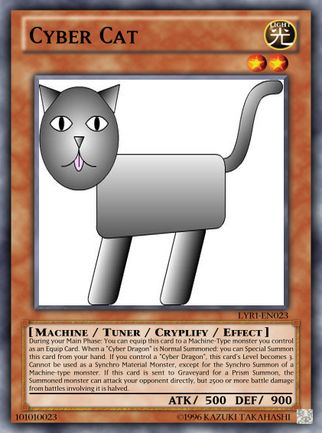 CYBER CAT
LIGHT
光
LYR1-EN023
[ MACHINE / TUNER / CRYPLIFY / EFFECT ]
During your Main Phase: You can equip this card to a Machine-type monster you control
as an Equip Card. When a "Cyber Dragon" is Normal Summoned: you can Special Summon
this card from your hand. If you control a "Cyber Dragon", this card's Level becomes 3.
Cannot be used as a Synchro Material Monster, except for the Synchro Summon of a
Machine-type monster. If this card is sent to Graveyard for a Prism Summon, the
Summoned monster can attack your opponent directly, but 2500 or more battle damage
from battles involving it is halved.
ATK/ 500 DEF/ 900
101010023
©1996 KAZUKI TAKAHASHI